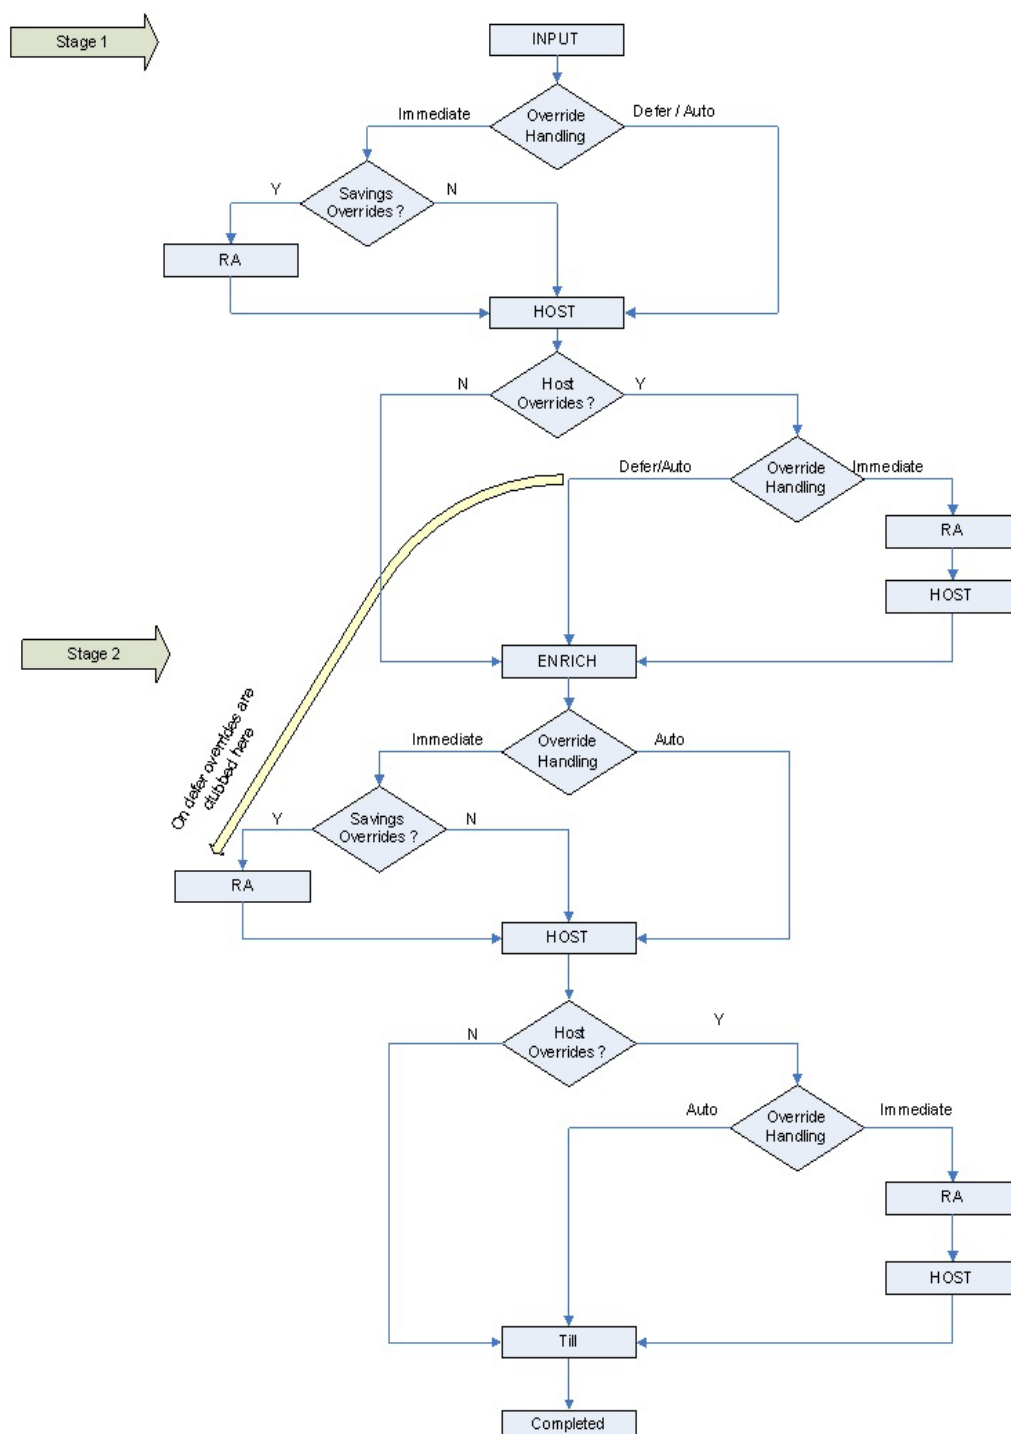 Stage 1
INPUT
Immediate
Override
Handling
Defer / Auto
Y
Savings
Overrides ?
N
RA
HOST
N
Host
Overrides ?
Y
Defer/Auto
Override
Handling
Immediate
RA
HOST
Stage 2
ENRICH
On defer overrides are
clubbed here
Immediate
Override
Handling
Auto
Y
Savings
Overrides ?
N
RA
HOST
N
Host
Overrides ?
Y
Auto
Override
Handling
Immediate
RA
HOST
Till
Completed